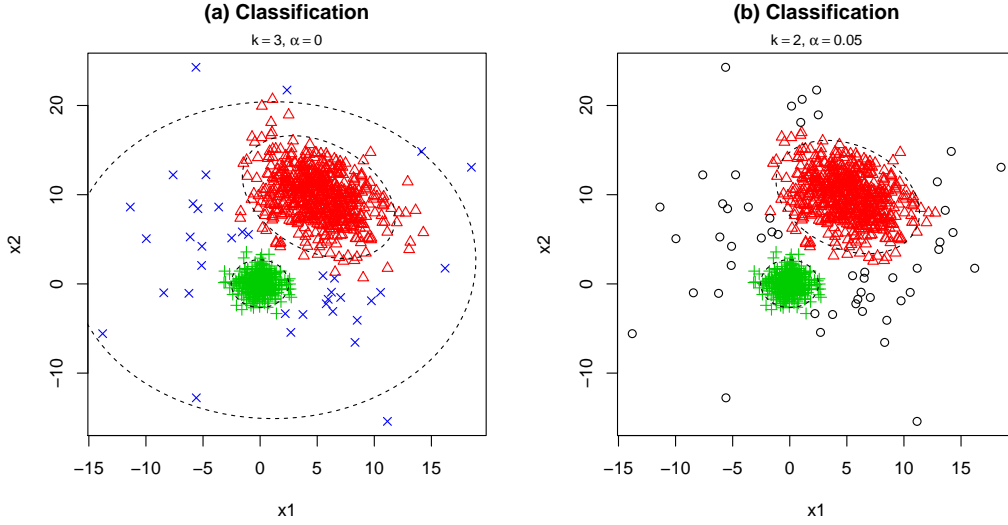 (a) Classification
k = 3, α = 0
x2
20
10
0
−10
−15 −10 −5 0 5 10 15
x1
(b) Classification
k = 2, α = 0.05
x2
20
10
0
−10
−15 −10 −5 0 5 10 15
x1